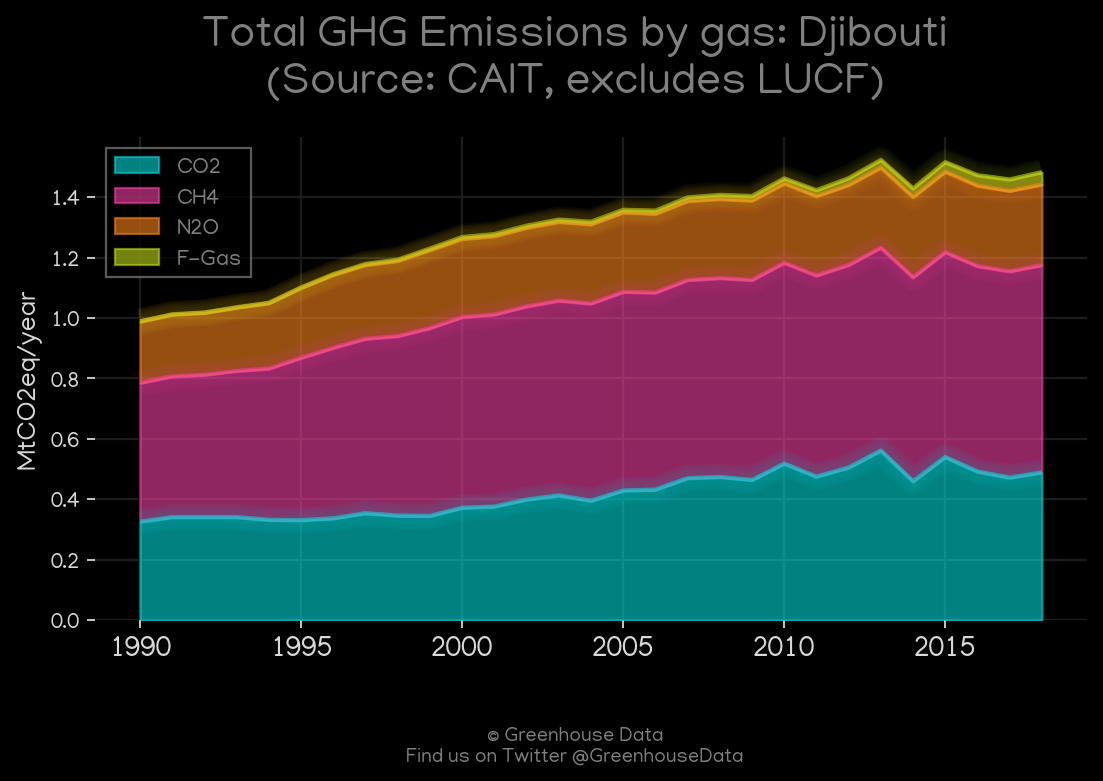 Total GHG Emissions by gas: Djibouti
(Source: CAIT, excludes LUCF)
CO2
CH4
N2O
F-Gas
MtCO2eq/year
1.4
1.2
1.0
0.8
0.6
0.4
0.2
0.0
1990 1995 2000 2005 2010 2015
© Greenhouse Data
Find us on Twitter @GreenhouseData